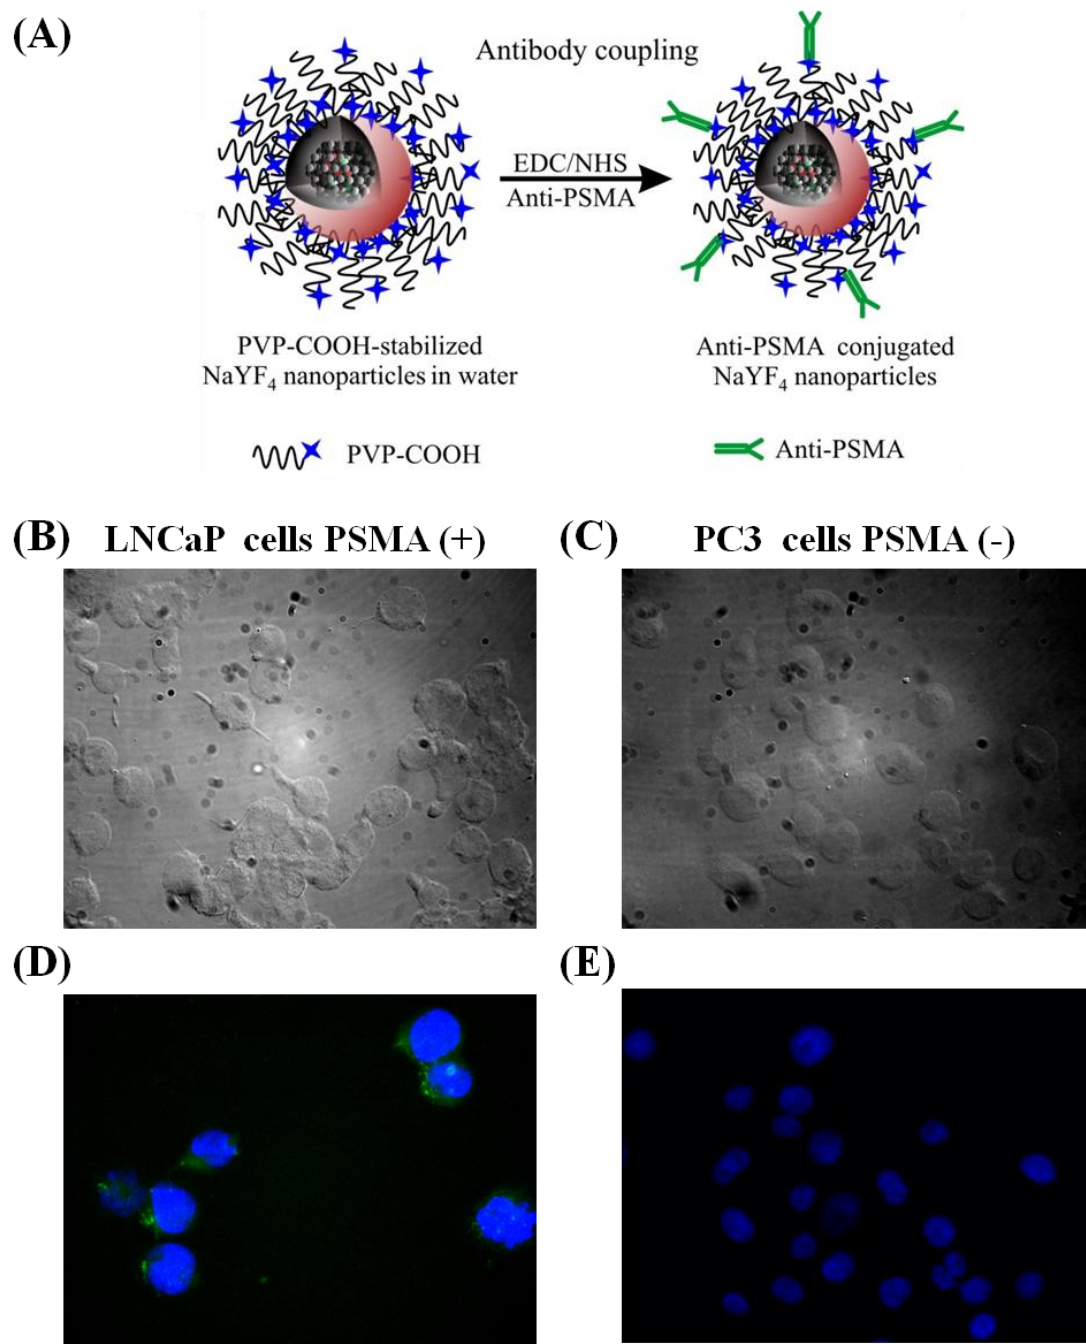 (A)
Antibody coupling
EDC/NHS
Anti-PSMA
PVP-COOH-stabilized
NaYF₄ nanoparticles in water
Anti-PSMA conjugated
NaYF₄ nanoparticles
PVP-COOH
Anti-PSMA
(B) LNCaP cells PSMA (+)
(C) PC3 cells PSMA (-)
(D)
(E)